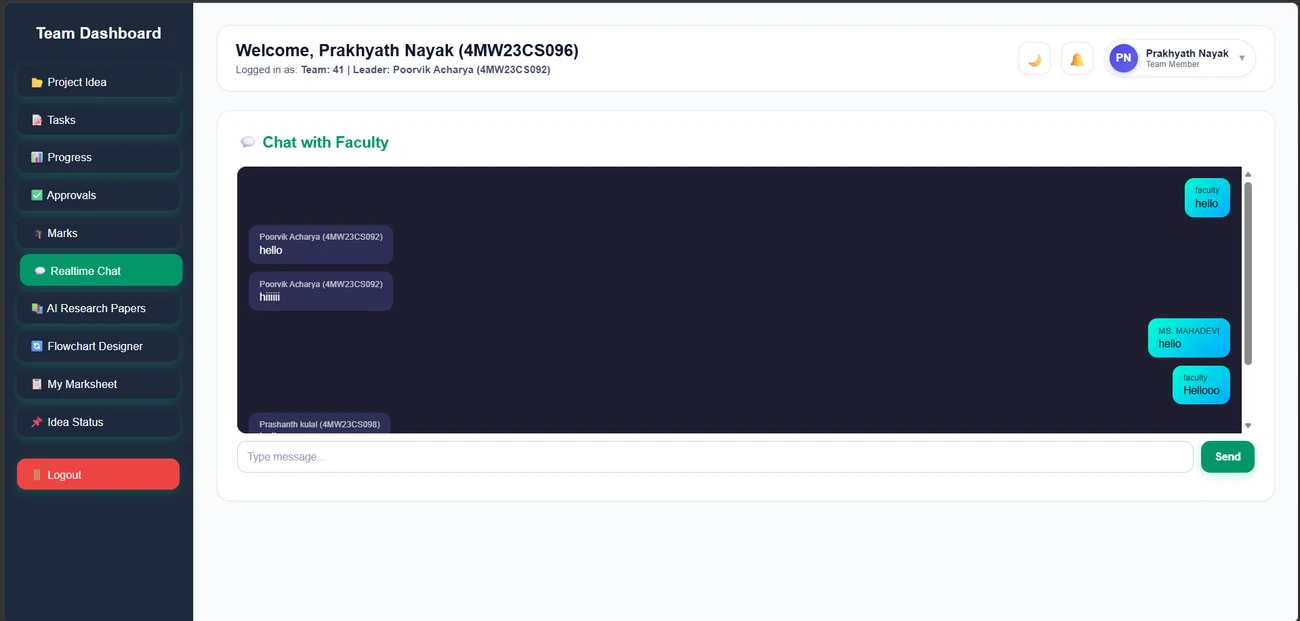 Team Dashboard
Project Idea
Tasks
Progress
Approvals
Marks
Realtime Chat
AI Research Papers
Flowchart Designer
My Marksheet
Idea Status
Logout
Welcome, Prakhyath Nayak (4MW23CS096)
Logged in as: Team: 41 | Leader: Poorvik Acharya (4MW23CS092)
PN
Prakhyath Nayak
Team Member
Chat with Faculty
faculty
hello
Poorvik Acharya (4MW23CS092)
hello
Poorvik Acharya (4MW23CS092)
hiiiiii
MS. MAHADEVI
hello
faculty
Hellooo
Prashanth kulal (4MW23CS098)
Type message...
Send